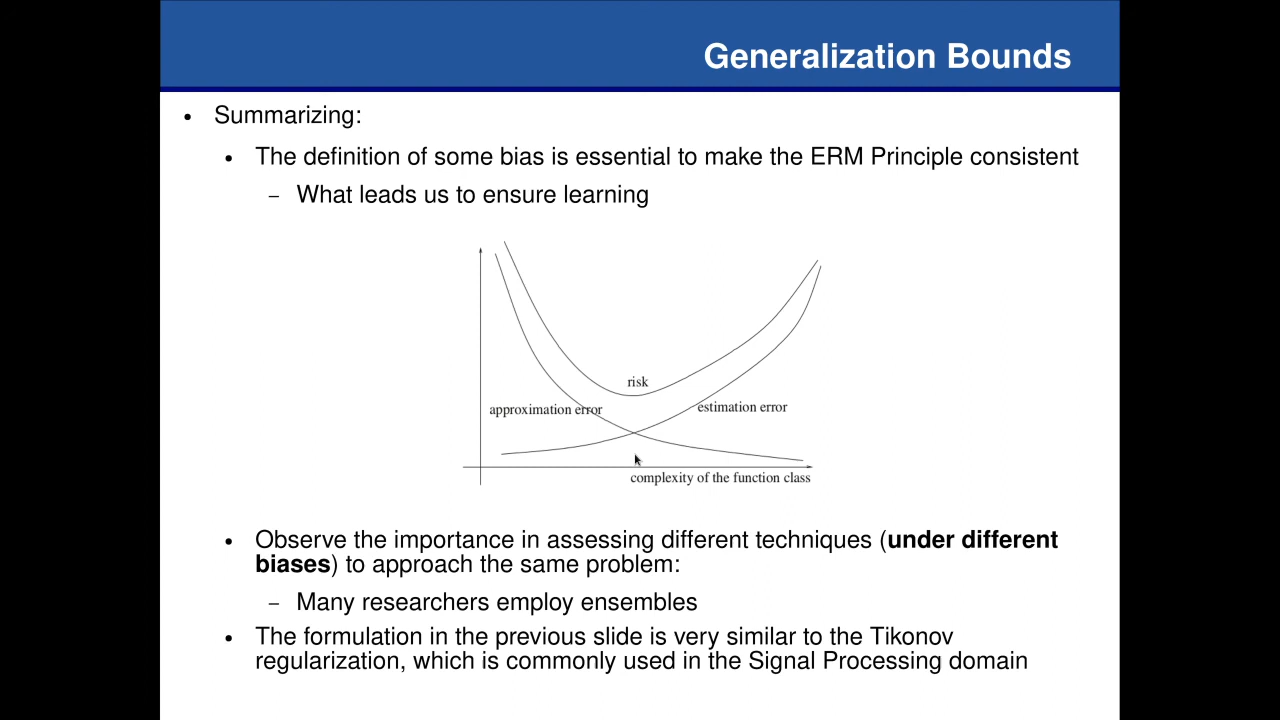 Generalization Bounds
• Summarizing:
• The definition of some bias is essential to make the ERM Principle consistent
– What leads us to ensure learning
risk
approximation error
estimation error
complexity of the function class
• Observe the importance in assessing different techniques (under different
biases) to approach the same problem:
– Many researchers employ ensembles
• The formulation in the previous slide is very similar to the Tikonov
regularization, which is commonly used in the Signal Processing domain